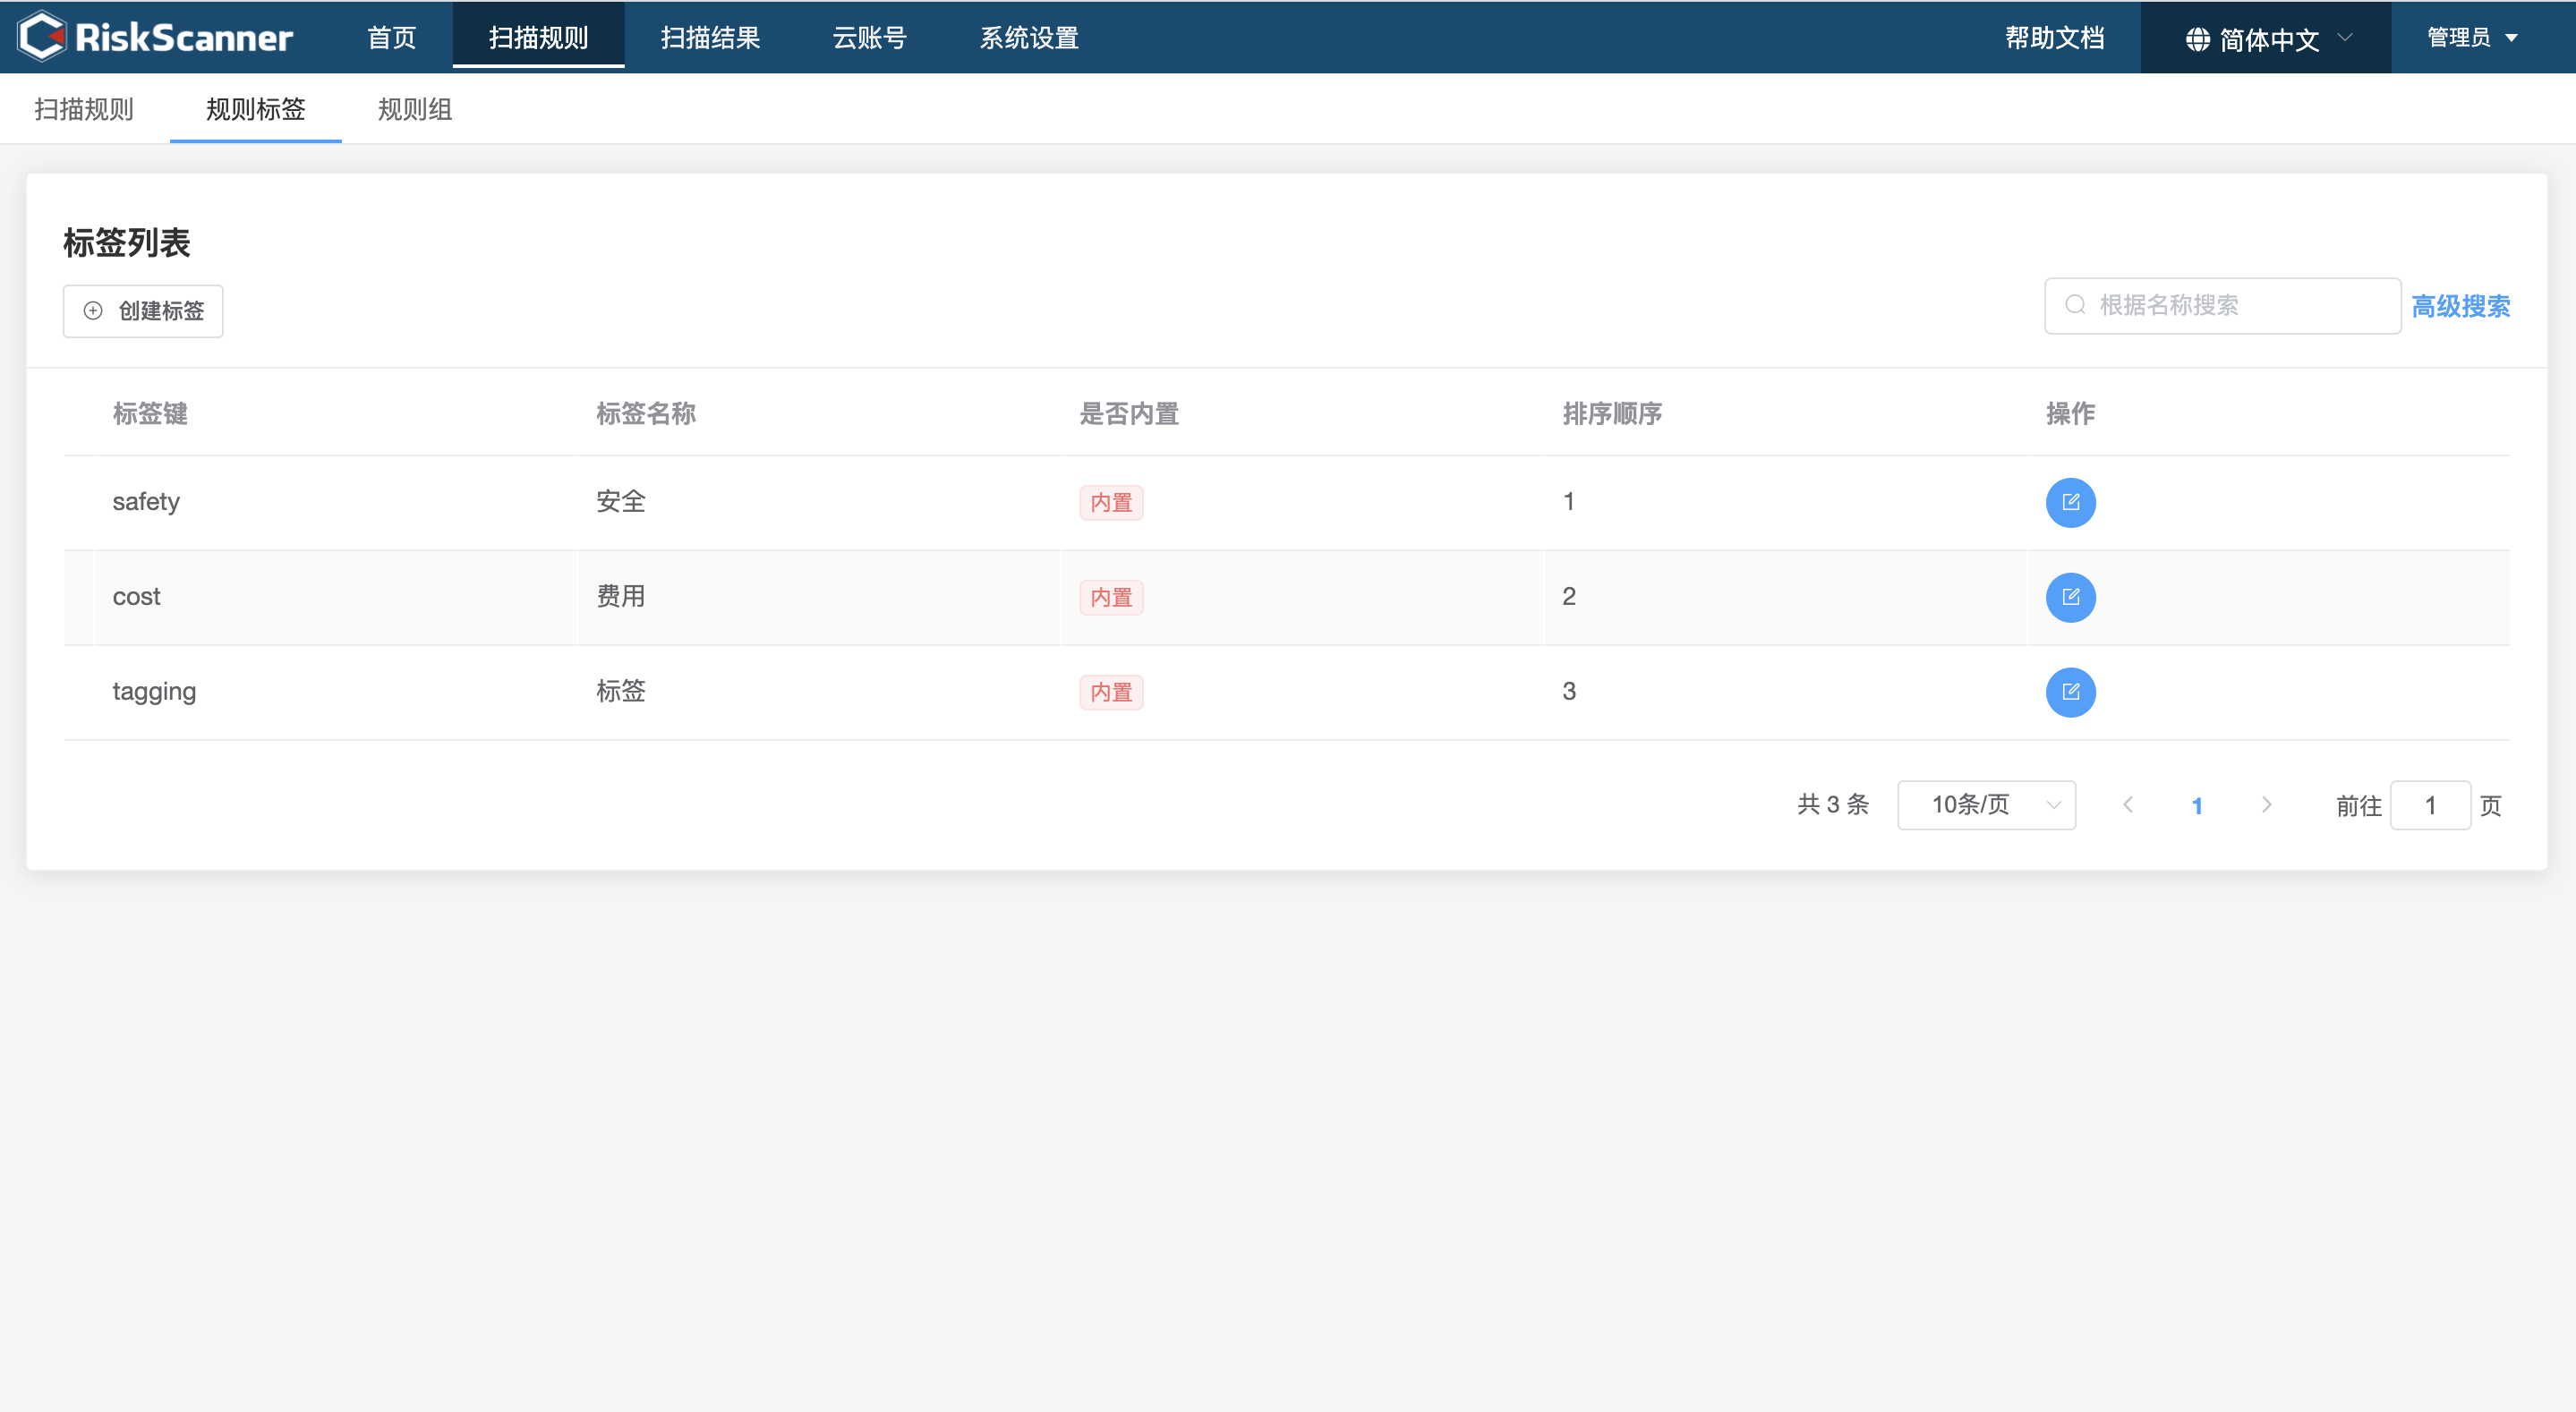 RiskScanner 首页 扫描规则 扫描结果 云账号 系统设置 帮助文档 简体中文 管理员
扫描规则 规则标签 规则组
标签列表
创建标签 根据名称搜索 高级搜索
标签键 标签名称 是否内置 排序顺序 操作
safety 安全 内置 1
cost 费用 内置 2
tagging 标签 内置 3
共 3 条 10条/页 1 前往 1 页